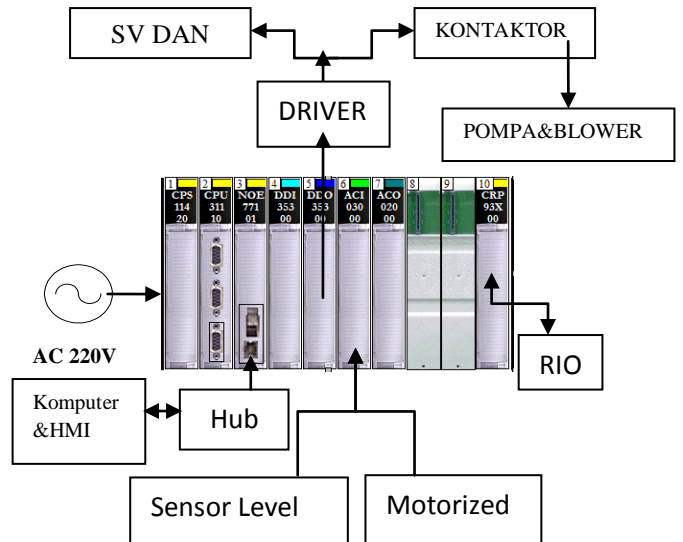 SV DAN
KONTAKTOR
DRIVER
POMPA&BLOWER
1 2 3 4 5 6 7 8 9 10
CPS CPU NOE DDI DDO ACI ACO CRP
114 311 771 353 353 030 020 93X
20 10 01 00 00 00 00 00
AC 220V
RIO
Komputer
&HMI
Hub
Sensor Level
Motorized